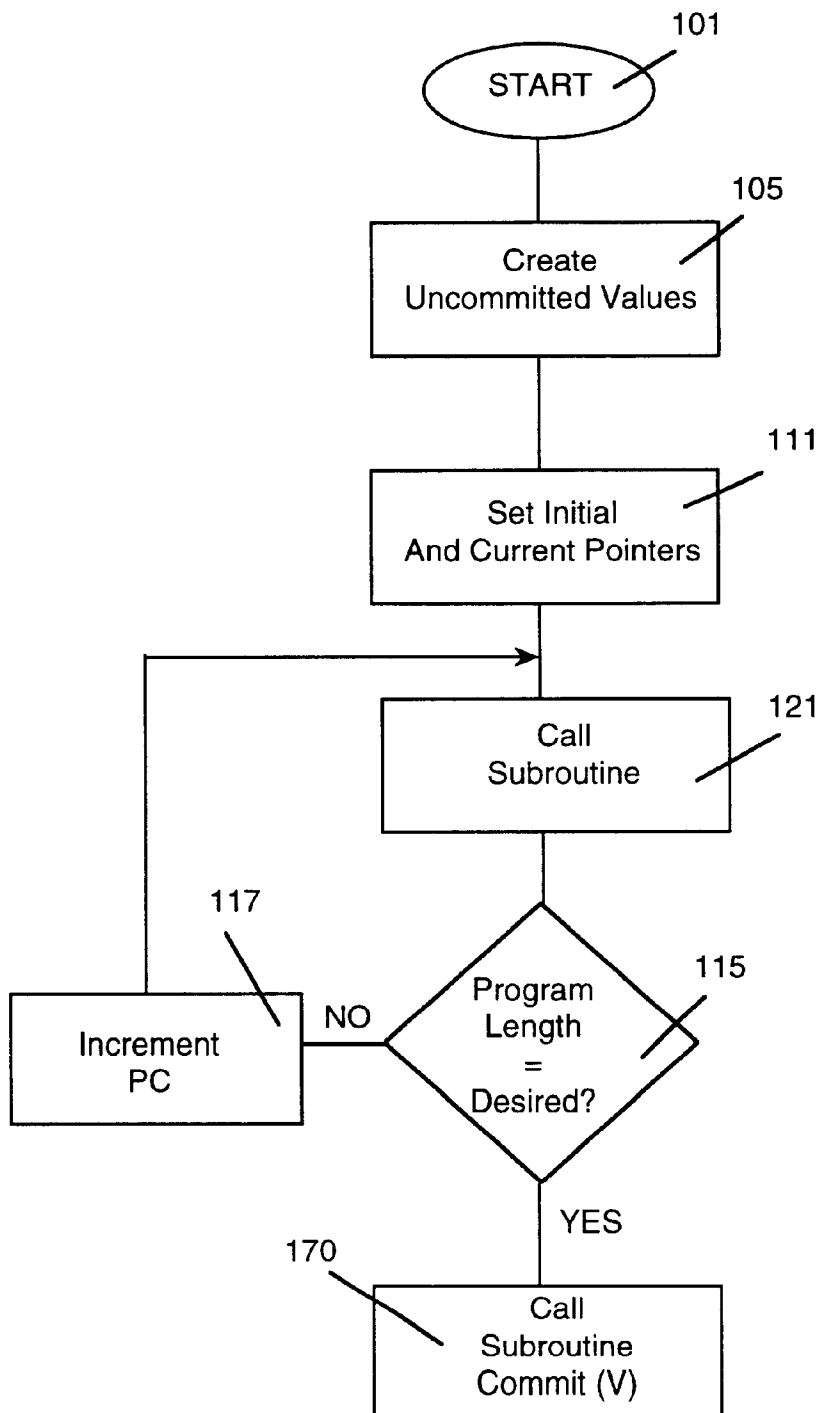 101
START
105
Create
Uncommitted Values
111
Set Initial
And Current Pointers
121
Call
Subroutine
117
115
Program
Length
=
Desired?
NO
Increment
PC
YES
170
Call
Subroutine
Commit (V)